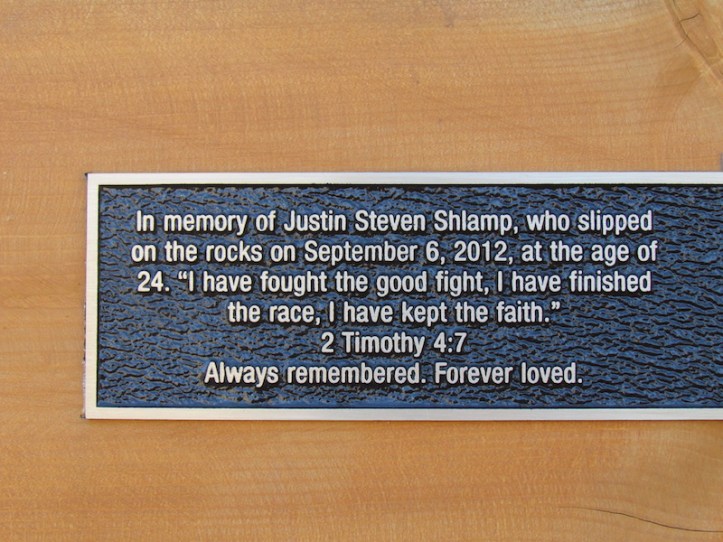 In memory of Justin Steven Shlamp, who slipped
on the rocks on September 6, 2012, at the age of
24. “I have fought the good fight, I have finished
the race, I have kept the faith.”
2 Timothy 4:7
Always remembered. Forever loved.